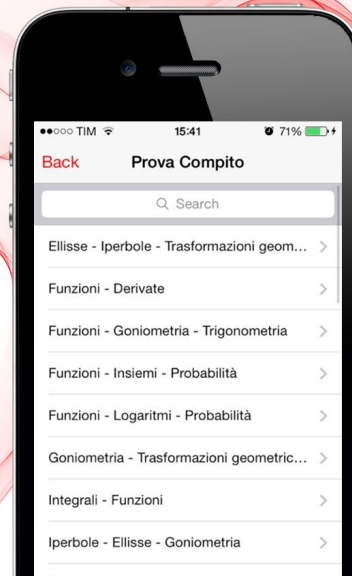 TIM 15:41 71%
Back Prova Compito
Search
Ellisse - Iperbole - Trasformazioni geom...
Funzioni - Derivate
Funzioni - Goniometria - Trigonometria
Funzioni - Insiemi - Probabilità
Funzioni - Logaritmi - Probabilità
Goniometria - Trasformazioni geometric...
Integrali - Funzioni
Iperbole - Ellisse - Goniometria